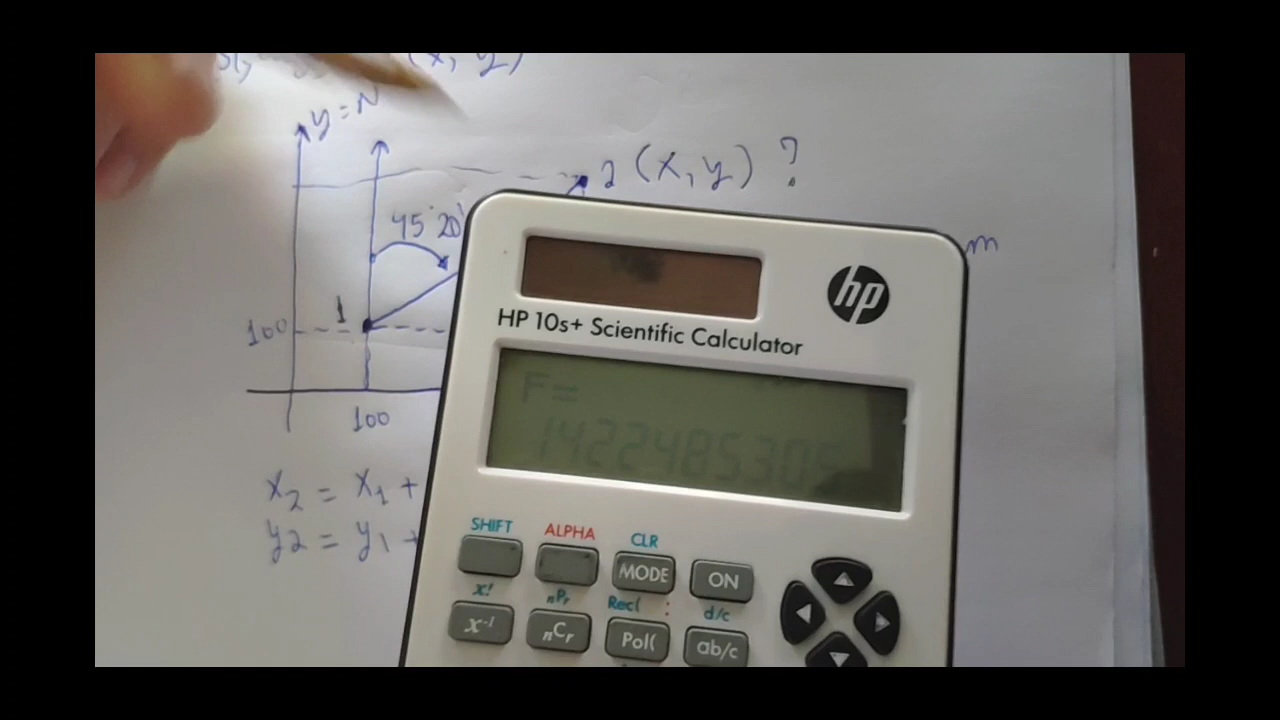 (x, y)
y = N
2 (x, y) ?
45° 20'
m
1
100
100
x₂ = x₁ +
y₂ = y₁ +
hp
HP 10s+ Scientific Calculator
F=
SHIFT ALPHA CLR
MODE ON
x! nPr Rec( : d/c
x⁻¹ nCr Pol( ab/c